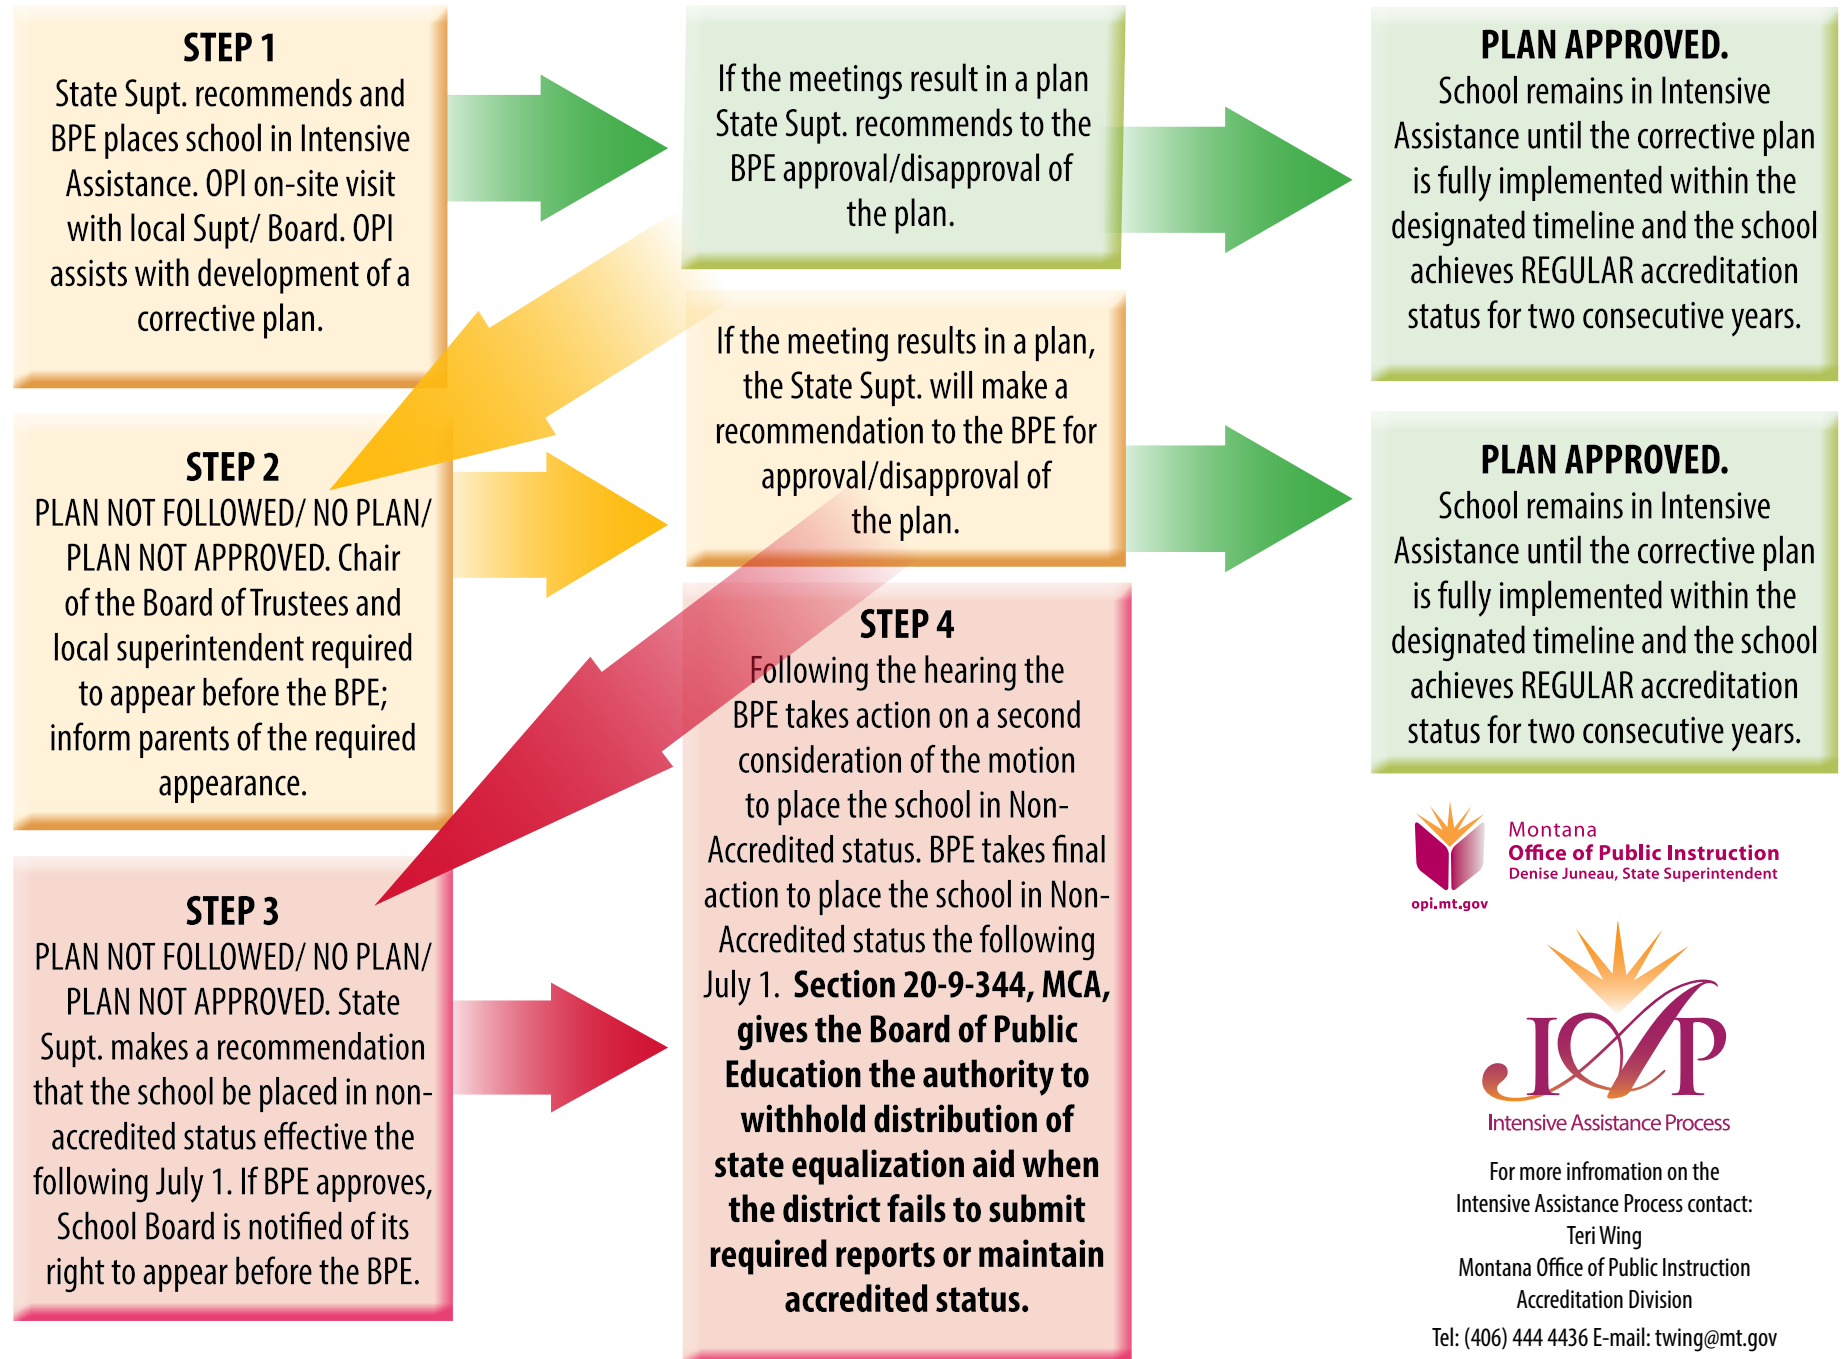 STEP 1
State Supt. recommends and
BPE places school in Intensive
Assistance. OPI on-site visit
with local Supt/ Board. OPI
assists with development of a
corrective plan.
If the meetings result in a plan
State Supt. recommends to the
BPE approval/disapproval of
the plan.
PLAN APPROVED.
School remains in Intensive
Assistance until the corrective plan
is fully implemented within the
designated timeline and the school
achieves REGULAR accreditation
status for two consecutive years.
STEP 2
PLAN NOT FOLLOWED/ NO PLAN/
PLAN NOT APPROVED. Chair
of the Board of Trustees and
local superintendent required
to appear before the BPE;
inform parents of the required
appearance.
If the meeting results in a plan,
the State Supt. will make a
recommendation to the BPE for
approval/disapproval of
the plan.
PLAN APPROVED.
School remains in Intensive
Assistance until the corrective plan
is fully implemented within the
designated timeline and the school
achieves REGULAR accreditation
status for two consecutive years.
STEP 3
PLAN NOT FOLLOWED/ NO PLAN/
PLAN NOT APPROVED. State
Supt. makes a recommendation
that the school be placed in non-
accredited status effective the
following July 1. If BPE approves,
School Board is notified of its
right to appear before the BPE.
STEP 4
Following the hearing the
BPE takes action on a second
consideration of the motion
to place the school in Non-
Accredited status. BPE takes final
action to place the school in Non-
Accredited status the following
July 1. Section 20-9-344, MCA,
gives the Board of Public
Education the authority to
withhold distribution of
state equalization aid when
the district fails to submit
required reports or maintain
accredited status.
Montana
Office of Public Instruction
Denise Juneau, State Superintendent
opi.mt.gov
IAP
Intensive Assistance Process
For more infromation on the
Intensive Assistance Process contact:
Teri Wing
Montana Office of Public Instruction
Accreditation Division
Tel: (406) 444 4436 E-mail: twing@mt.gov